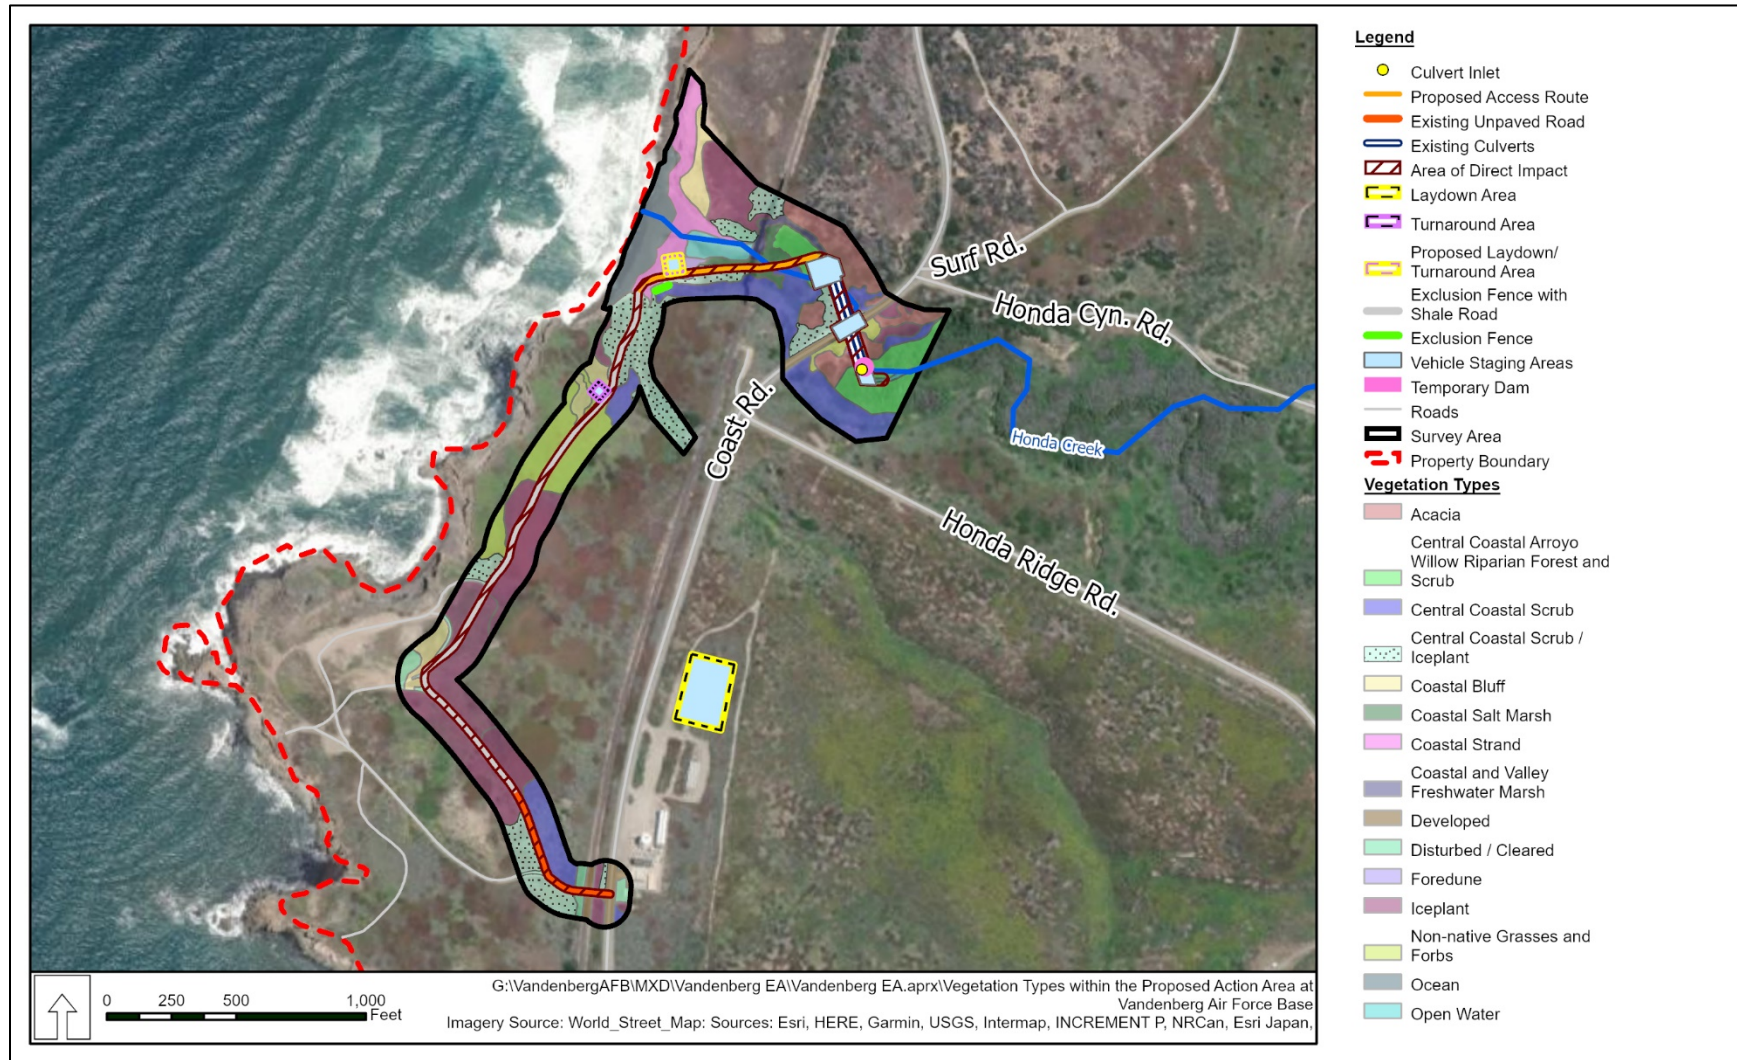 Surf Rd.
Honda Cyn. Rd.
Coast Rd.
Honda Creek
Honda Ridge Rd.
Legend
Culvert Inlet
Proposed Access Route
Existing Unpaved Road
Existing Culverts
Area of Direct Impact
Laydown Area
Turnaround Area
Proposed Laydown/
Turnaround Area
Exclusion Fence with
Shale Road
Exclusion Fence
Vehicle Staging Areas
Temporary Dam
Roads
Survey Area
Property Boundary
Vegetation Types
Acacia
Central Coastal Arroyo
Willow Riparian Forest and
Scrub
Central Coastal Scrub
Central Coastal Scrub /
Iceplant
Coastal Bluff
Coastal Salt Marsh
Coastal Strand
Coastal and Valley
Freshwater Marsh
Developed
Disturbed / Cleared
Foredune
Iceplant
Non-native Grasses and
Forbs
Ocean
Open Water
0 250 500 1,000
Feet
G:\VandenbergAFB\MXD\Vandenberg EA\Vandenberg EA.aprx\Vegetation Types within the Proposed Action Area at
Vandenberg Air Force Base
Imagery Source: World_Street_Map: Sources: Esri, HERE, Garmin, USGS, Intermap, INCREMENT P, NRCan, Esri Japan,